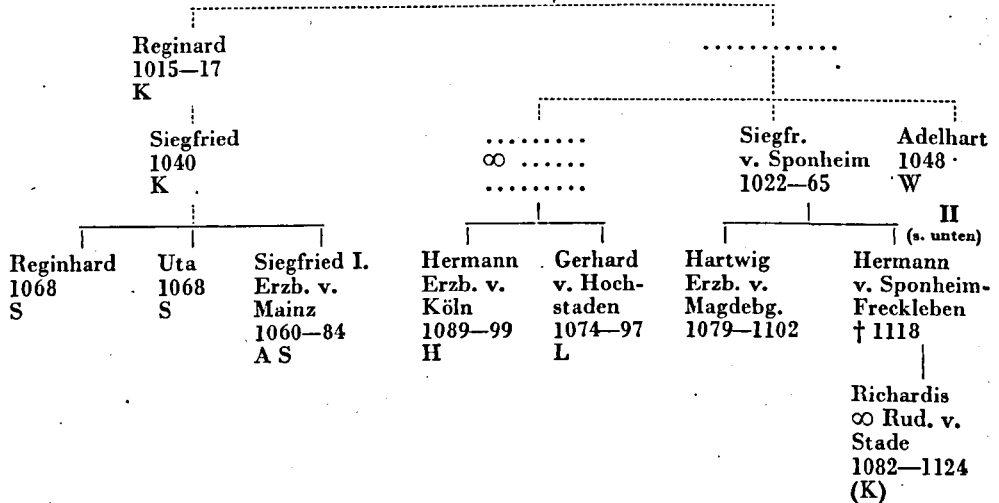 Reginard
1015—17
K
. . . . . . . . . . . .
Siegfried
1040
K
. . . . . . . . .
∞ . . . . . .
. . . . . . . . .
Siegfr.
v. Sponheim
1022—65
Adelhart
1048
W
II
(s. unten)
Reginhard
1068
S
Uta
1068
S
Siegfried I.
Erzb. v.
Mainz
1060—84
A S
Hermann
Erzb. v.
Köln
1089—99
H
Gerhard
v. Hoch-
staden
1074—97
L
Hartwig
Erzb. v.
Magdebg.
1079—1102
Hermann
v. Sponheim-
Freckleben
† 1118
Richardis
∞ Rud. v.
Stade
1082—1124
(K)